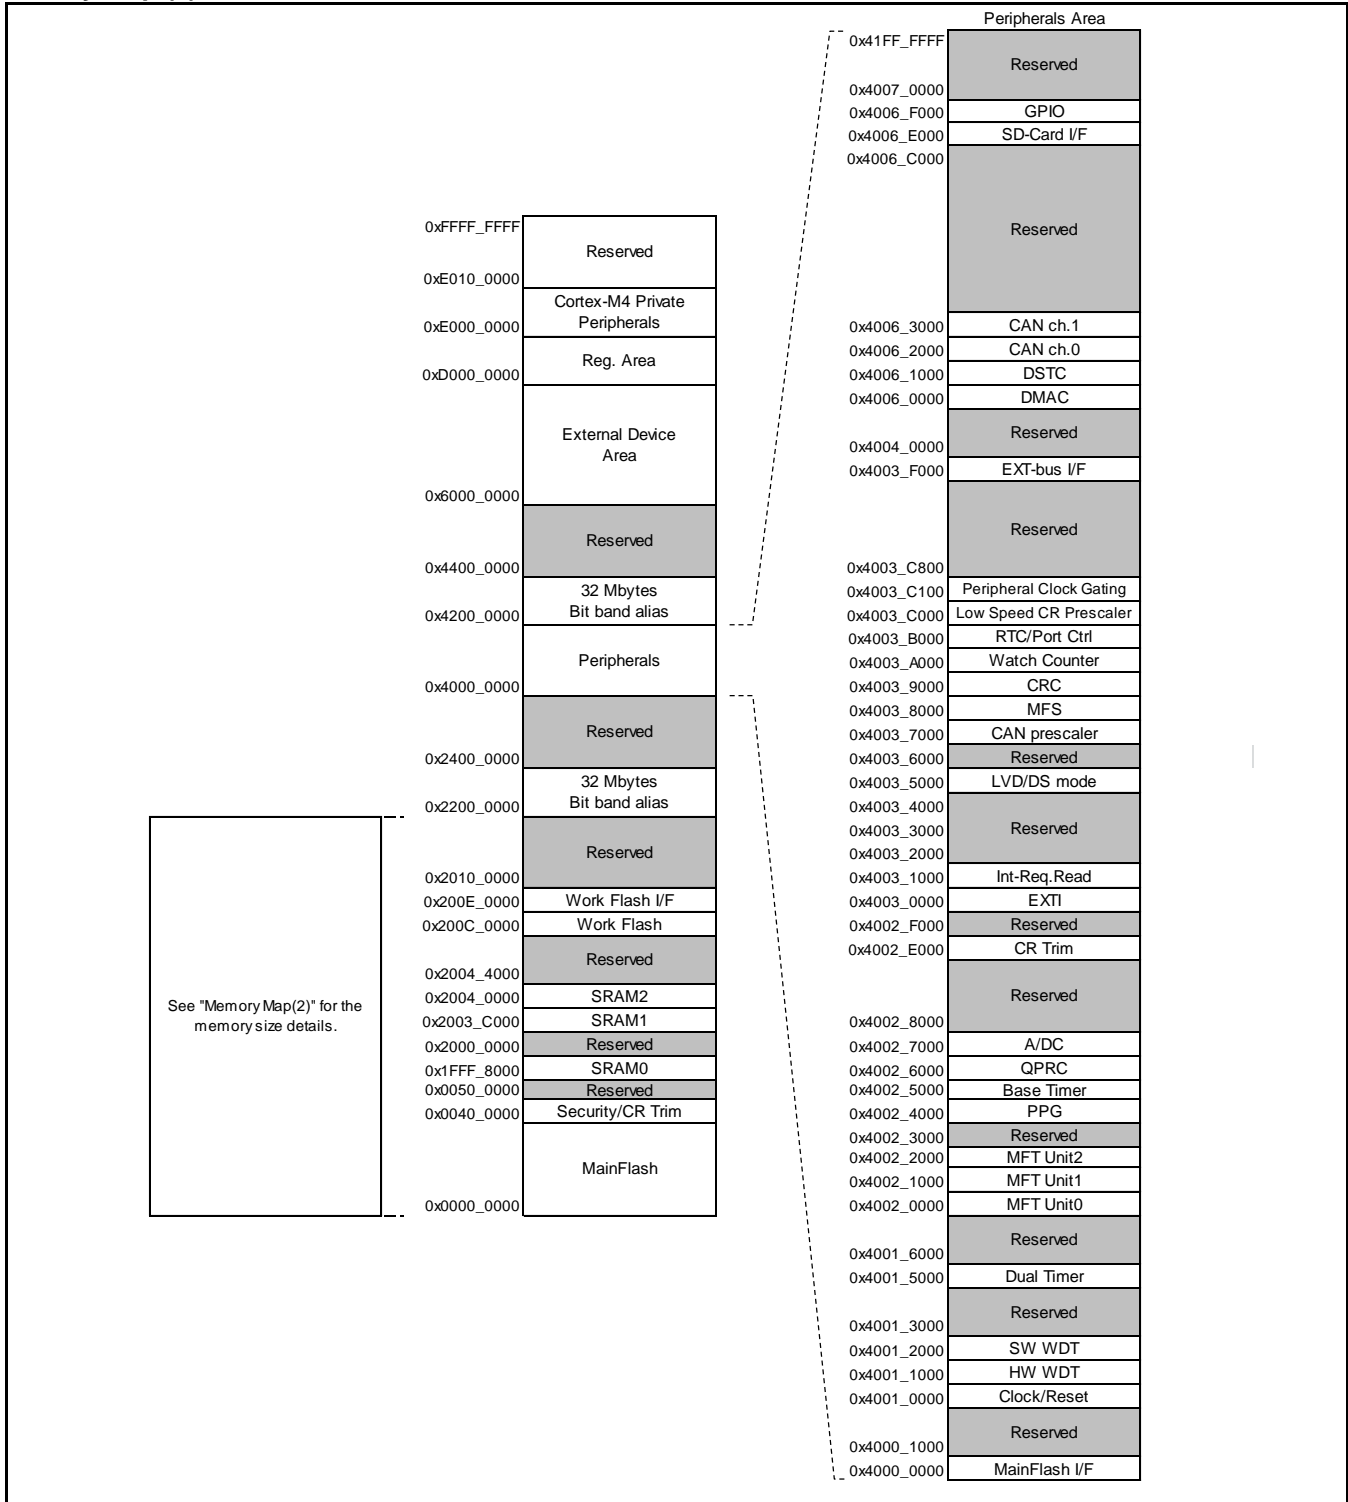 Peripherals Area
0x41FF_FFFF
Reserved
0x4007_0000
0x4006_F000 GPIO
0x4006_E000 SD-Card I/F
0x4006_C000
Reserved
0x4006_3000 CAN ch.1
0x4006_2000 CAN ch.0
0x4006_1000 DSTC
0x4006_0000 DMAC
Reserved
0x4004_0000
0x4003_F000 EXT-bus I/F
Reserved
0x4003_C800
0x4003_C100 Peripheral Clock Gating
0x4003_C000 Low Speed CR Prescaler
0x4003_B000 RTC/Port Ctrl
0x4003_A000 Watch Counter
0x4003_9000 CRC
0x4003_8000 MFS
0x4003_7000 CAN prescaler
0x4003_6000 Reserved
0x4003_5000 LVD/DS mode
0x4003_4000
0x4003_3000 Reserved
0x4003_2000
0x4003_1000 Int-Req.Read
0x4003_0000 EXTI
0x4002_F000 Reserved
0x4002_E000 CR Trim
Reserved
0x4002_8000
0x4002_7000 A/DC
0x4002_6000 QPRC
0x4002_5000 Base Timer
0x4002_4000 PPG
0x4002_3000 Reserved
0x4002_2000 MFT Unit2
0x4002_1000 MFT Unit1
0x4002_0000 MFT Unit0
Reserved
0x4001_6000
0x4001_5000 Dual Timer
Reserved
0x4001_3000
0x4001_2000 SW WDT
0x4001_1000 HW WDT
0x4001_0000 Clock/Reset
Reserved
0x4000_1000
0x4000_0000 MainFlash I/F
0xFFFF_FFFF
Reserved
0xE010_0000
Cortex-M4 Private
0xE000_0000 Peripherals
Reg. Area
0xD000_0000
External Device
Area
0x6000_0000
Reserved
0x4400_0000
32 Mbytes
0x4200_0000 Bit band alias
Peripherals
0x4000_0000
Reserved
0x2400_0000
32 Mbytes
0x2200_0000 Bit band alias
Reserved
0x2010_0000
0x200E_0000 Work Flash I/F
0x200C_0000 Work Flash
Reserved
0x2004_4000
0x2004_0000 SRAM2
0x2003_C000 SRAM1
0x2000_0000 Reserved
0x1FFF_8000 SRAM0
0x0050_0000 Reserved
0x0040_0000 Security/CR Trim
MainFlash
0x0000_0000
See "Memory Map(2)" for the
memory size details.